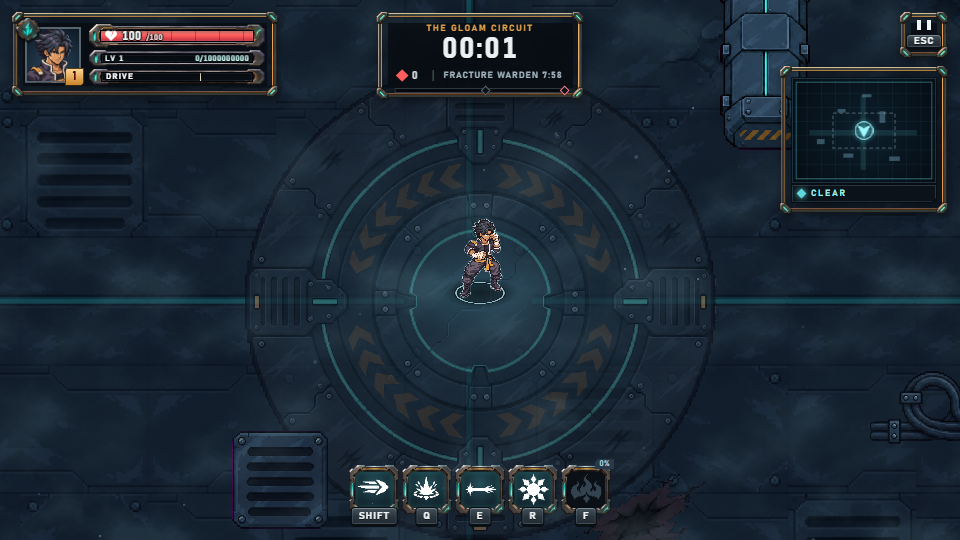 100 /100
LV 1 0/1000000000
DRIVE
1
THE GLOAM CIRCUIT
00:01
0 | FRACTURE WARDEN 7:58
ESC
CLEAR
0%
SHIFT Q E R F